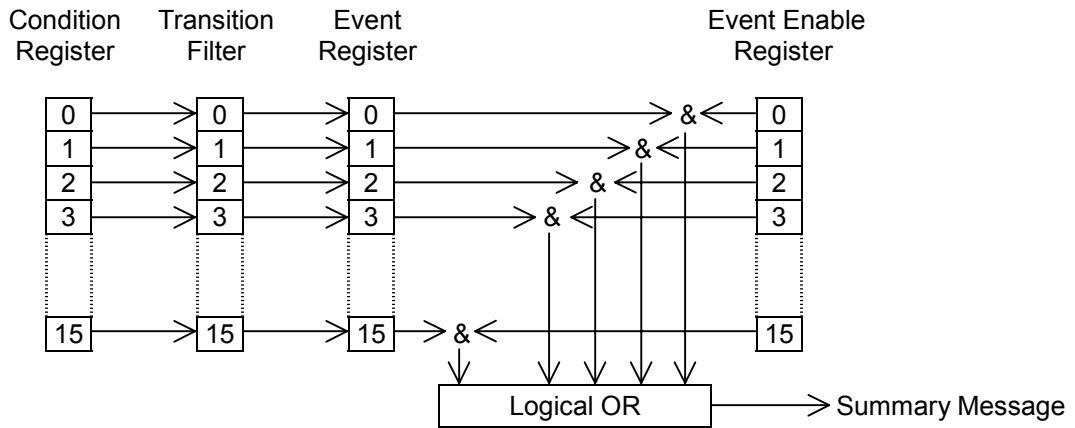 Condition Register
Transition Filter
Event Register
Event Enable Register
0 0 0 & 0
1 1 1 & 1
2 2 2 & 2
3 3 3 & 3
15 15 15 & 15
Logical OR
Summary Message